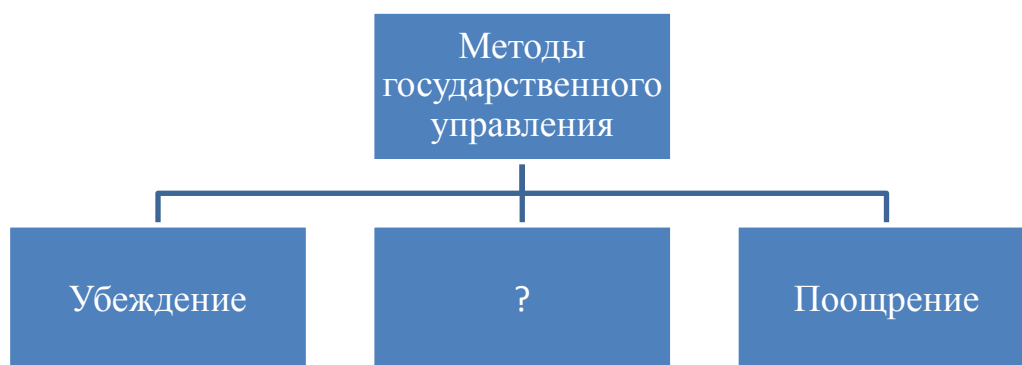 Методы
государственного
управления
Убеждение
?
Поощрение